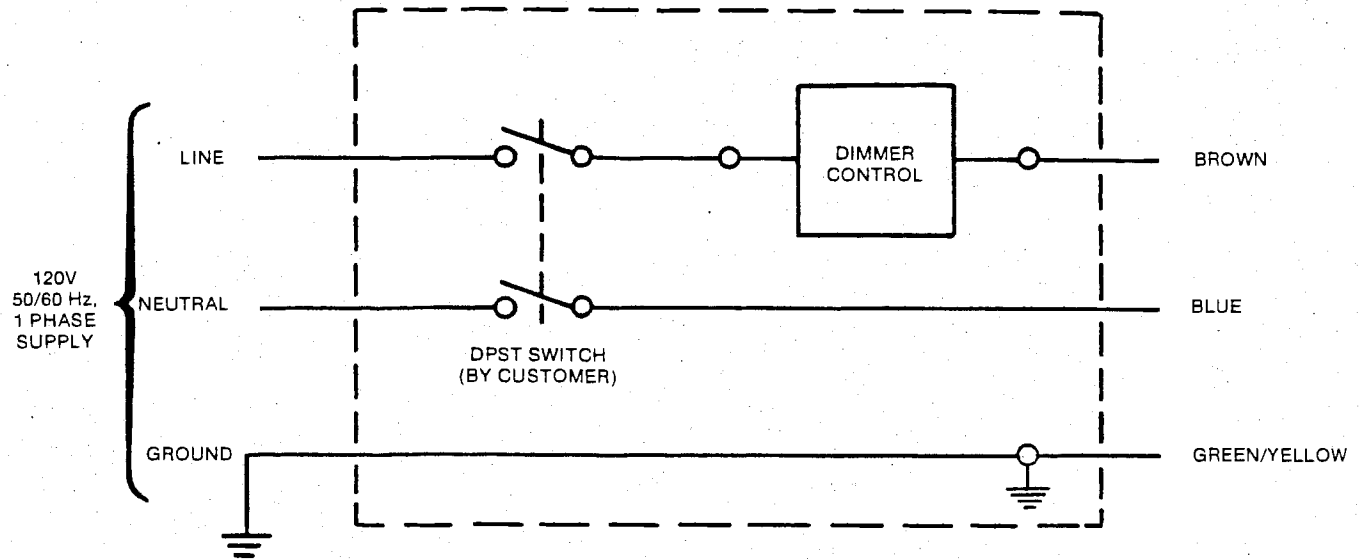 LINE
DIMMER
CONTROL
BROWN
120V
50/60 Hz,
1 PHASE
SUPPLY
NEUTRAL
BLUE
DPST SWITCH
(BY CUSTOMER)
GROUND
GREEN/YELLOW